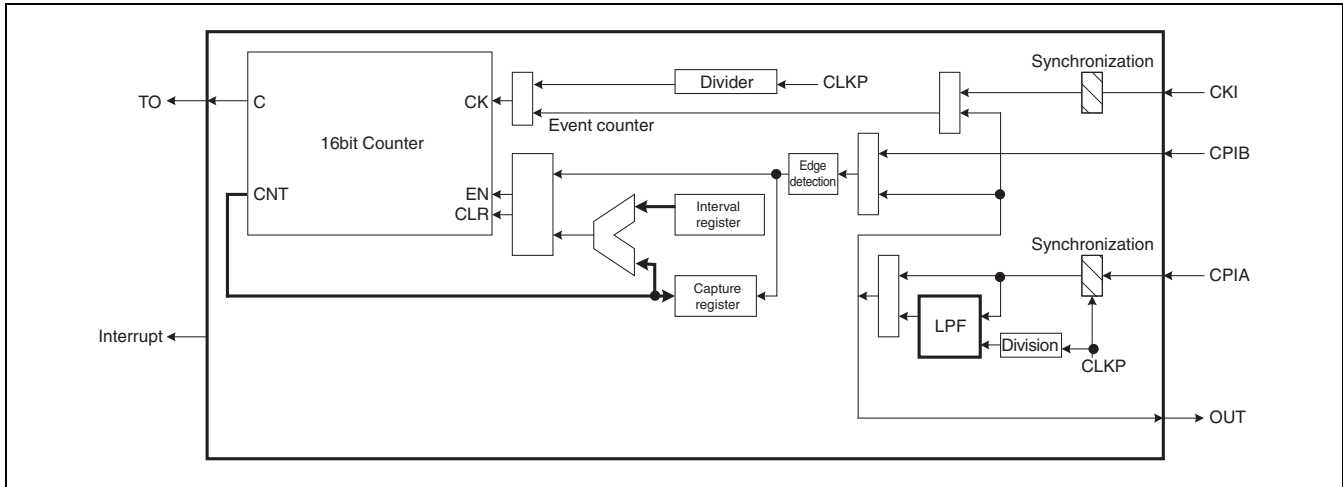 Synchronization
TO
C
CK
Divider
CLKP
CKI
Event counter
16bit Counter
CPIB
Edge
detection
CNT
EN
CLR
Interval
register
Synchronization
CPIA
Capture
register
LPF
Division
CLKP
Interrupt
OUT